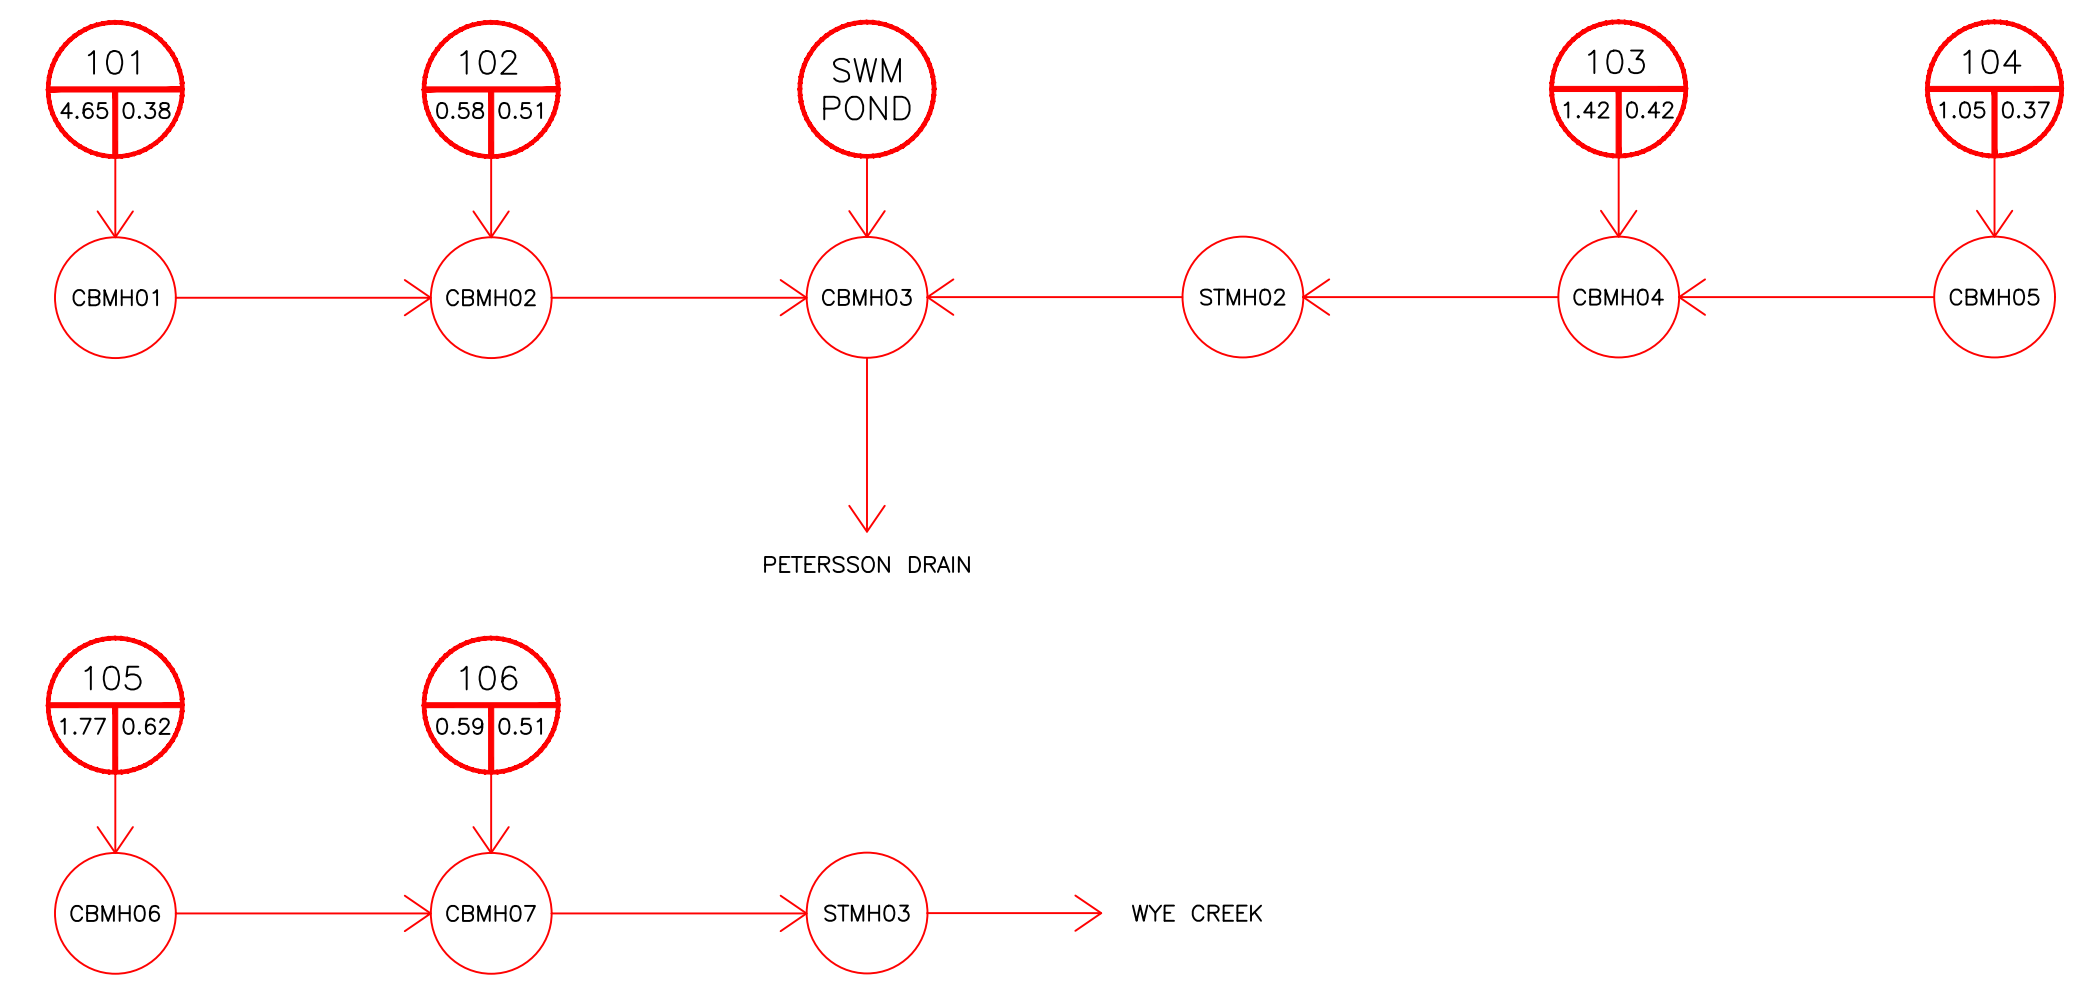 101
4.65 0.38
102
0.58 0.51
SWM
POND
103
1.42 0.42
104
1.05 0.37
CBMH01
CBMH02
CBMH03
STMH02
CBMH04
CBMH05
PETERSSON DRAIN
105
1.77 0.62
106
0.59 0.51
CBMH06
CBMH07
STMH03
WYE CREEK